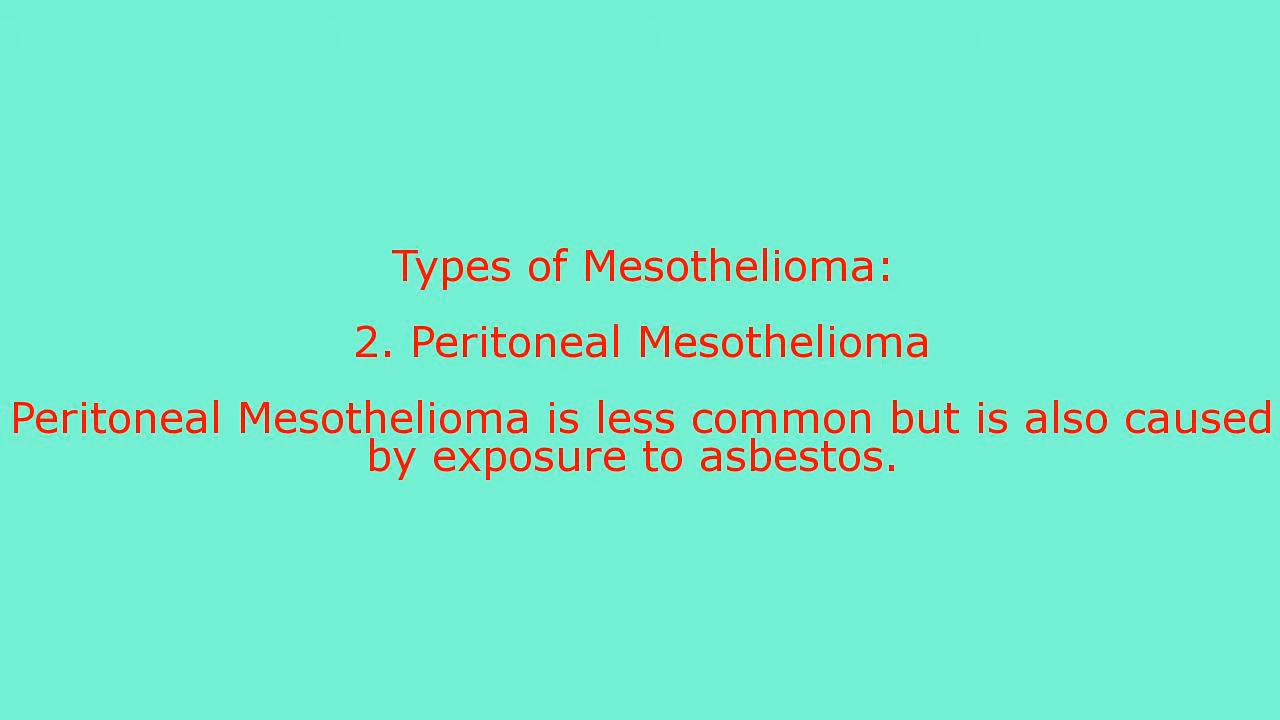 Types of Mesothelioma:
2. Peritoneal Mesothelioma
Peritoneal Mesothelioma is less common but is also caused
by exposure to asbestos.